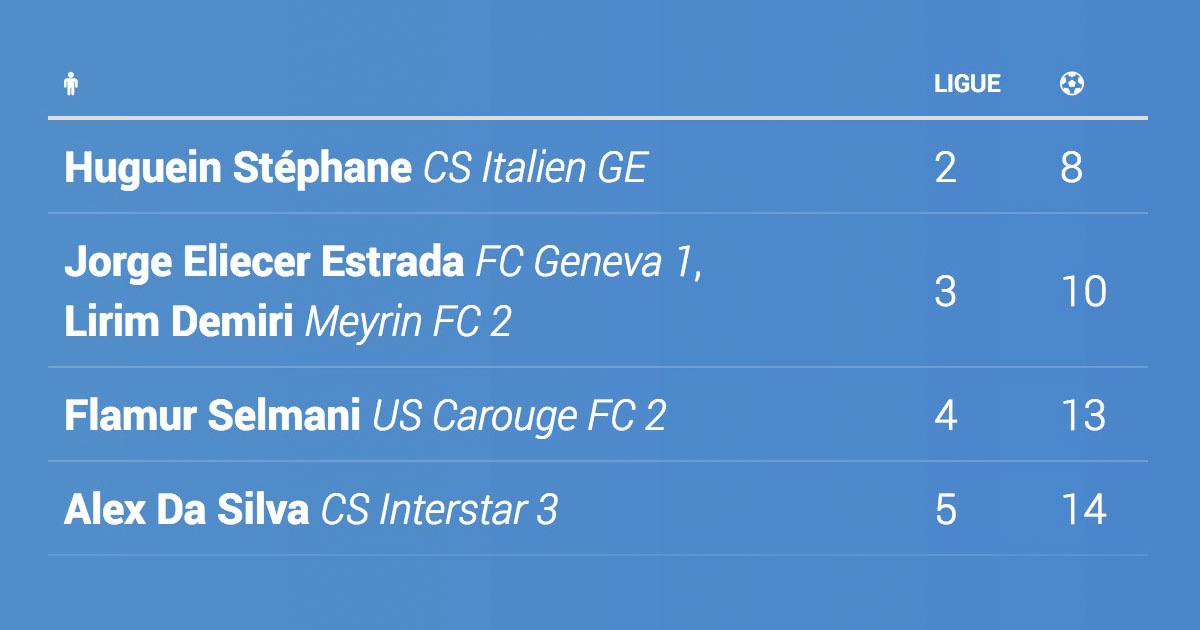 LIGUE
Huguein Stéphane CS Italien GE 2 8
Jorge Eliecer Estrada FC Geneva 1,
Lirim Demiri Meyrin FC 2 3 10
Flamur Selmani US Carouge FC 2 4 13
Alex Da Silva CS Interstar 3 5 14